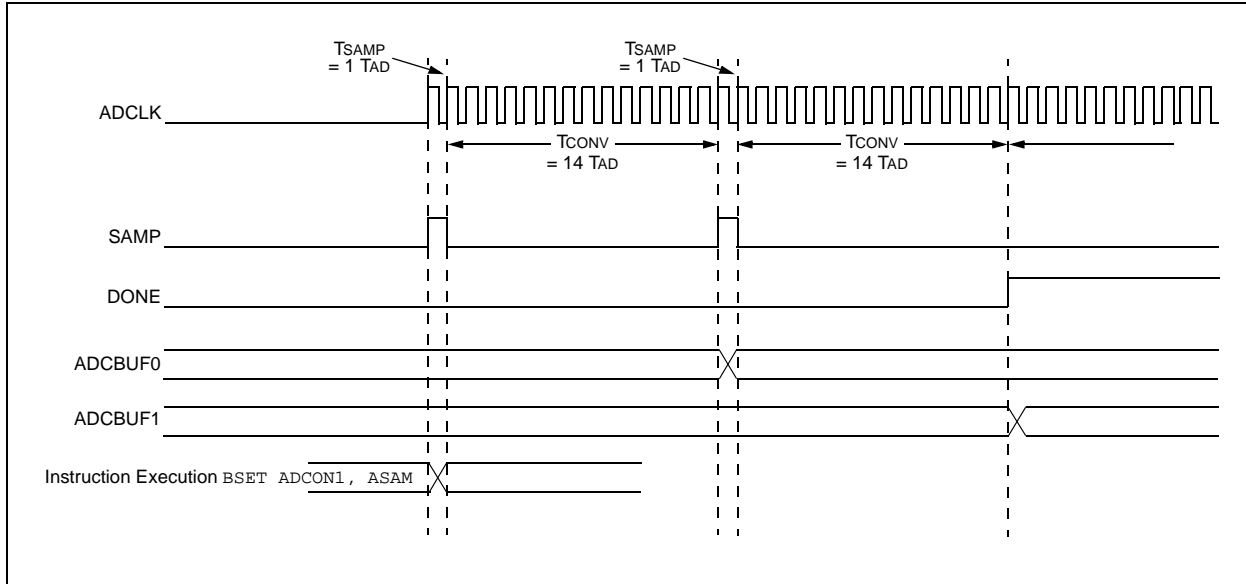 TSAMP
= 1 TAD
TSAMP
= 1 TAD
ADCLK
TCONV
= 14 TAD
TCONV
= 14 TAD
SAMP
DONE
ADCBUF0
ADCBUF1
Instruction Execution BSET ADCON1, ASAM